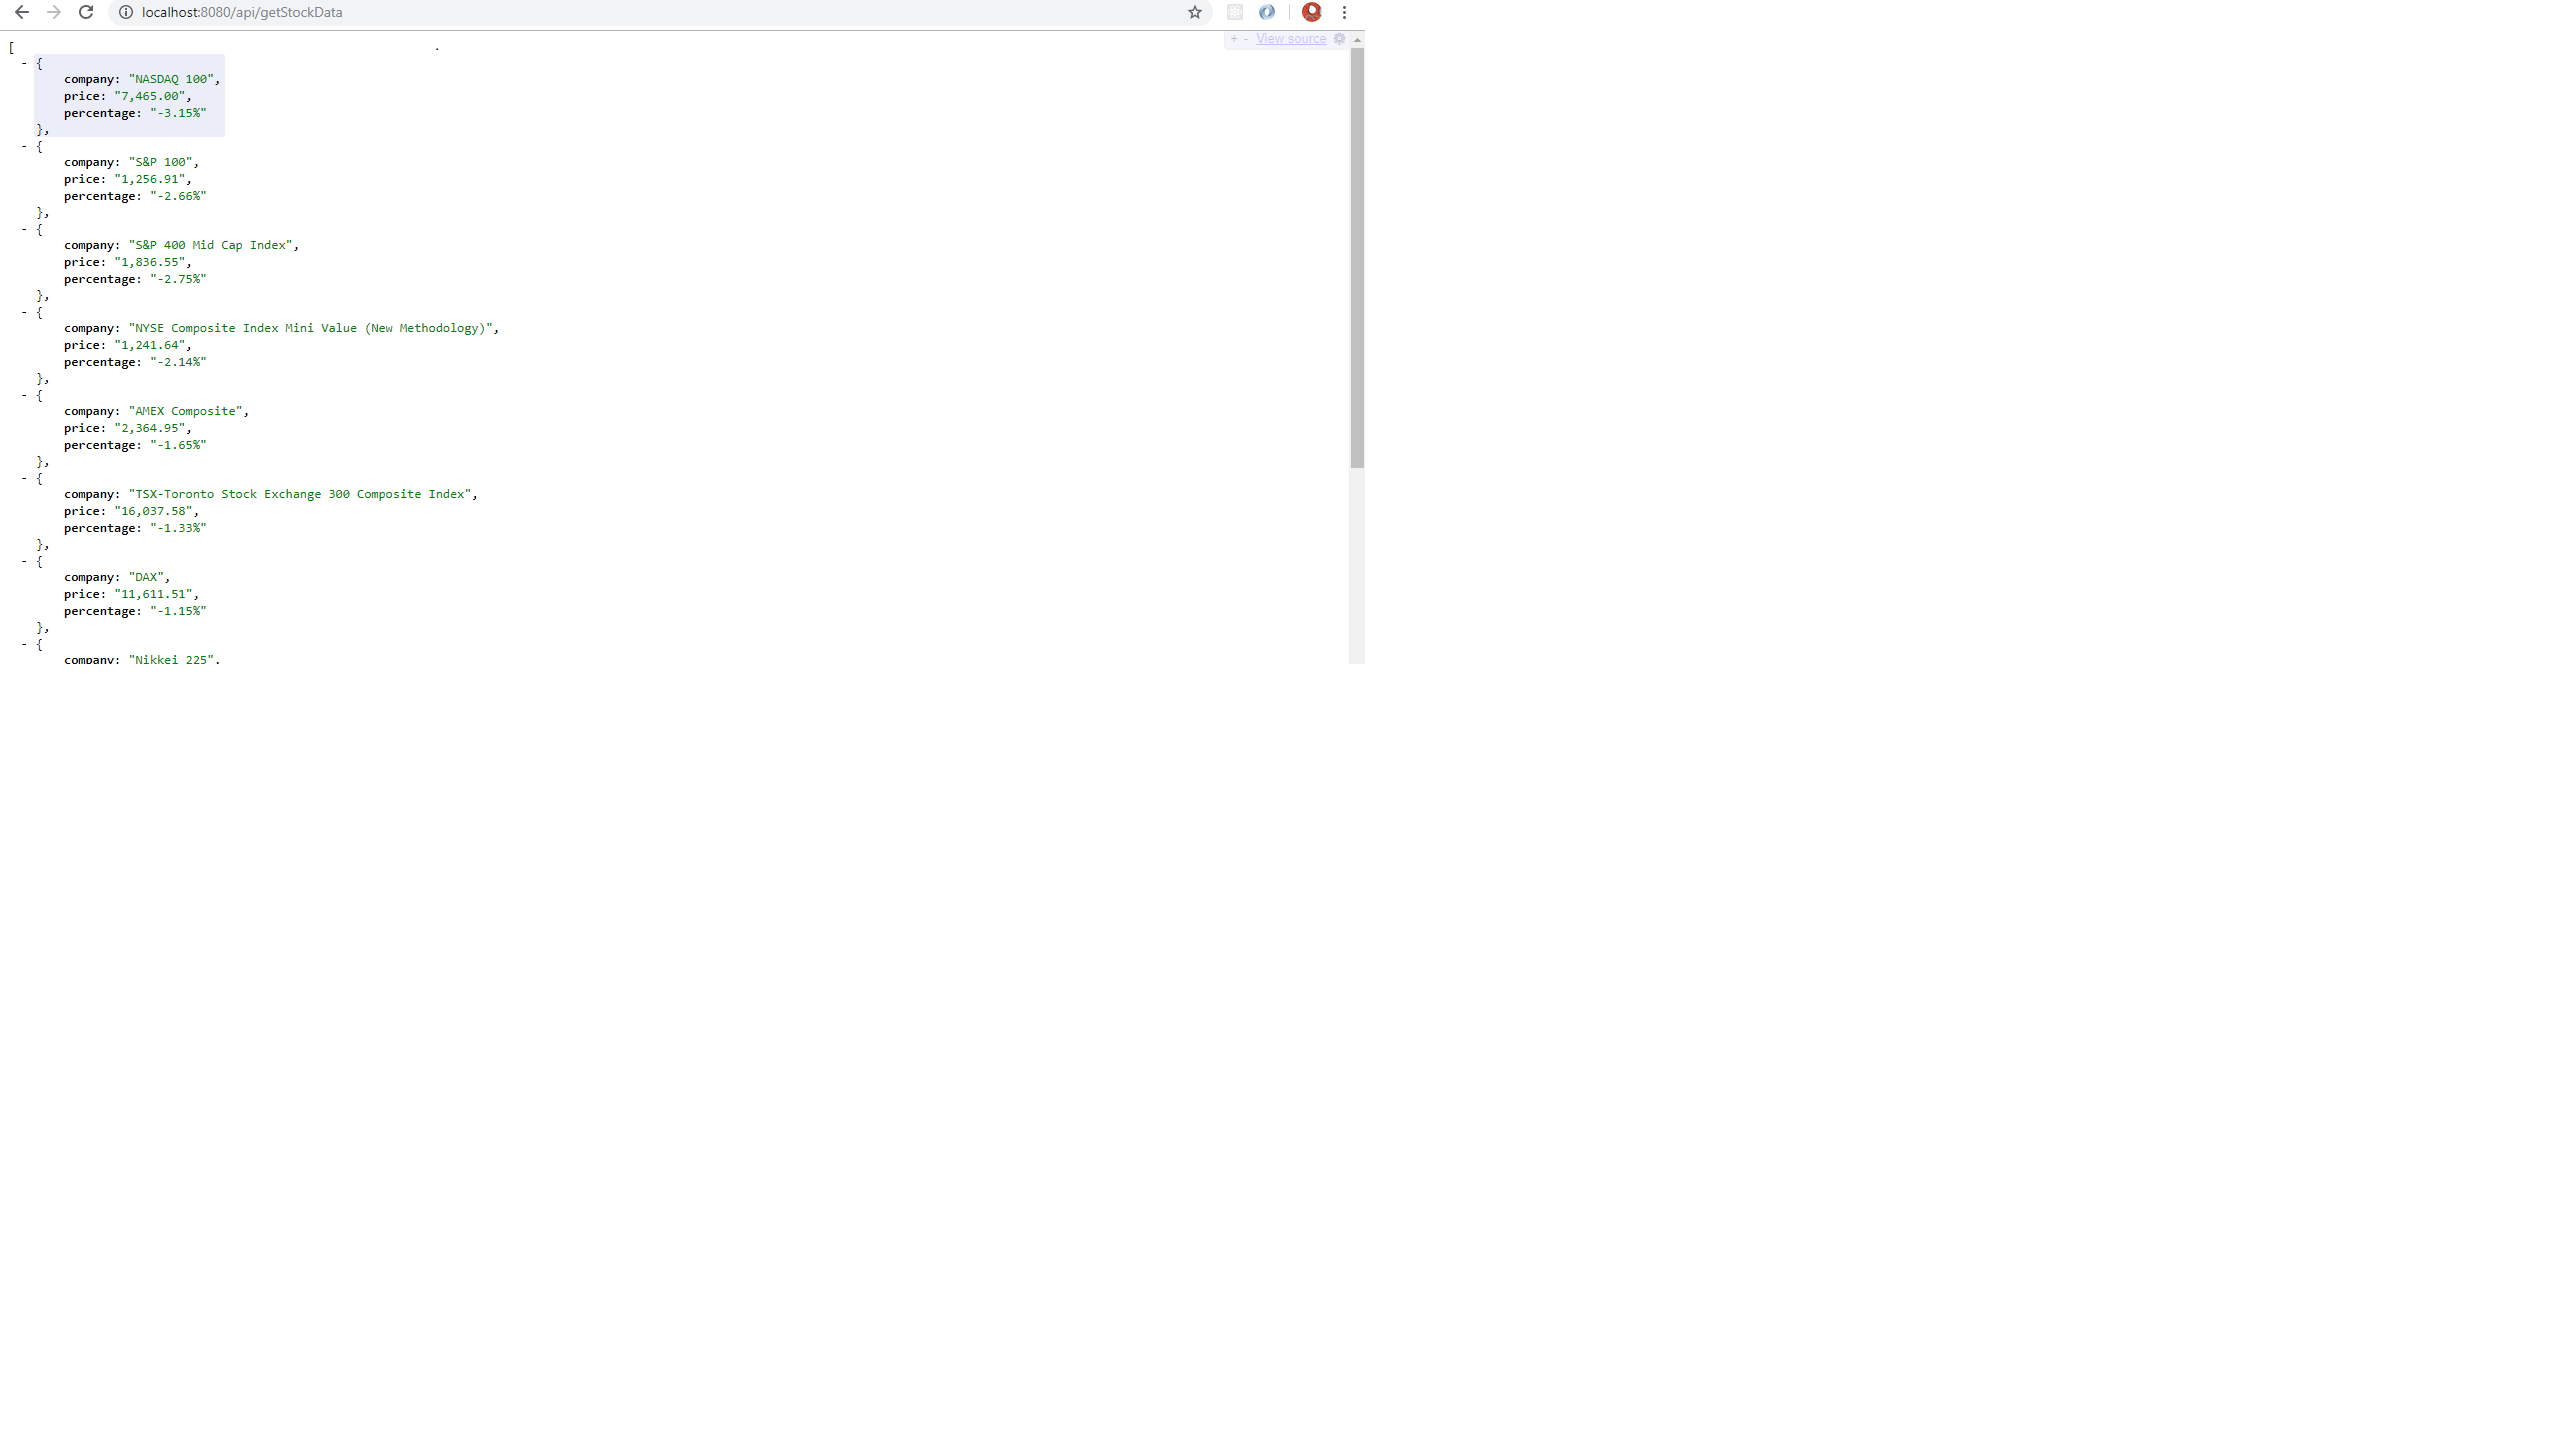 localhost:8080/api/getStockData
+ - View source
[
- {
company: "NASDAQ 100",
price: "7,465.00",
percentage: "-3.15%"
},
- {
company: "S&P 100",
price: "1,256.91",
percentage: "-2.66%"
},
- {
company: "S&P 400 Mid Cap Index",
price: "1,836.55",
percentage: "-2.75%"
},
- {
company: "NYSE Composite Index Mini Value (New Methodology)",
price: "1,241.64",
percentage: "-2.14%"
},
- {
company: "AMEX Composite",
price: "2,364.95",
percentage: "-1.65%"
},
- {
company: "TSX-Toronto Stock Exchange 300 Composite Index",
price: "16,037.58",
percentage: "-1.33%"
},
- {
company: "DAX",
price: "11,611.51",
percentage: "-1.15%"
},
- {
company: "Nikkei 225",